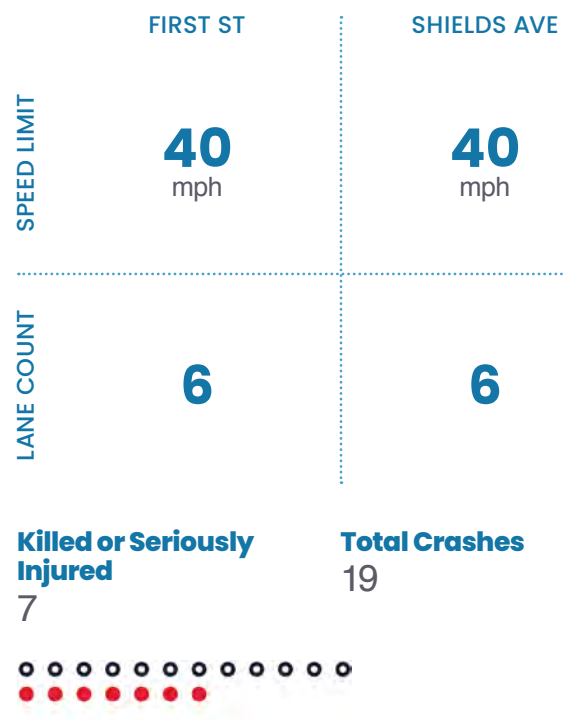 FIRST ST
SHIELDS AVE
SPEED LIMIT
40
mph
40
mph
LANE COUNT
6
6
Killed or Seriously
Injured
7
Total Crashes
19